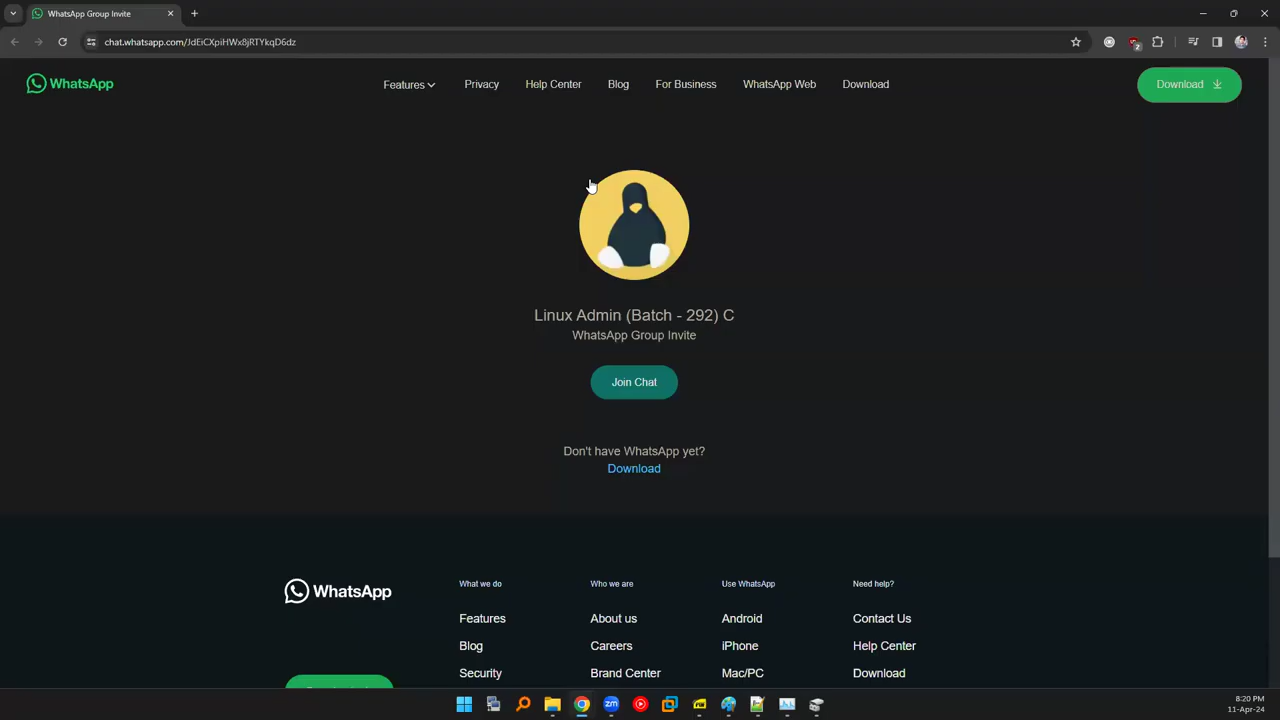 WhatsApp Group Invite
chat.whatsapp.com/JdEiCXpiHWx8jRTYkqD6dz
WhatsApp
Features
Privacy
Help Center
Blog
For Business
WhatsApp Web
Download
Download
Linux Admin (Batch - 292) C
WhatsApp Group Invite
Join Chat
Don't have WhatsApp yet?
Download
WhatsApp
What we do
Who we are
Use WhatsApp
Need help?
Features
About us
Android
Contact Us
Blog
Careers
iPhone
Help Center
Security
Brand Center
Mac/PC
Download
zm
8:20 PM
11-Apr-24